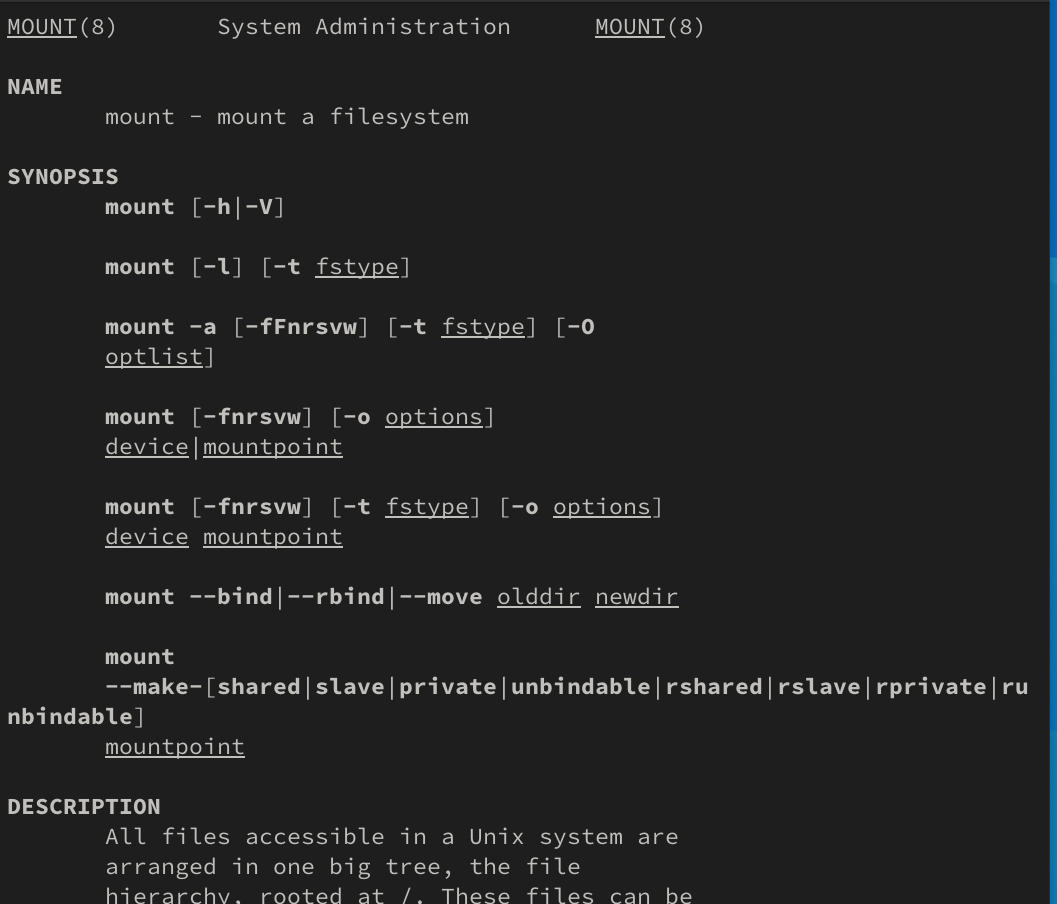 MOUNT(8) System Administration MOUNT(8)
NAME
mount - mount a filesystem
SYNOPSIS
mount [-h|-V]
mount [-l] [-t fstype]
mount -a [-fFnrsvw] [-t fstype] [-O
optlist]
mount [-fnrsvw] [-o options]
device|mountpoint
mount [-fnrsvw] [-t fstype] [-o options]
device mountpoint
mount --bind|--rbind|--move olddir newdir
mount
--make-[shared|slave|private|unbindable|rshared|rslave|rprivate|ru
nbindable]
mountpoint
DESCRIPTION
All files accessible in a Unix system are
arranged in one big tree, the file
hierarchy, rooted at /. These files can be